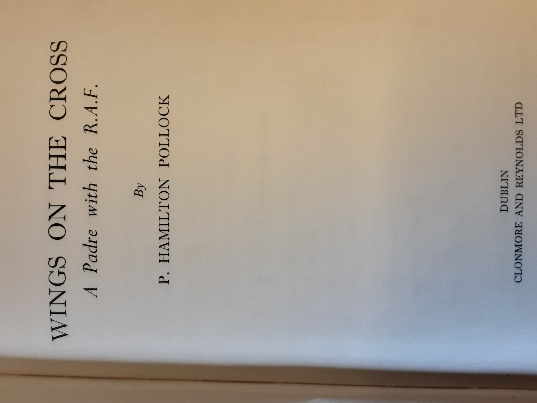 WINGS ON THE CROSS
A Padre with the R.A.F.
By
P. HAMILTON POLLOCK
DUBLIN
CLONMORE AND REYNOLDS LTD